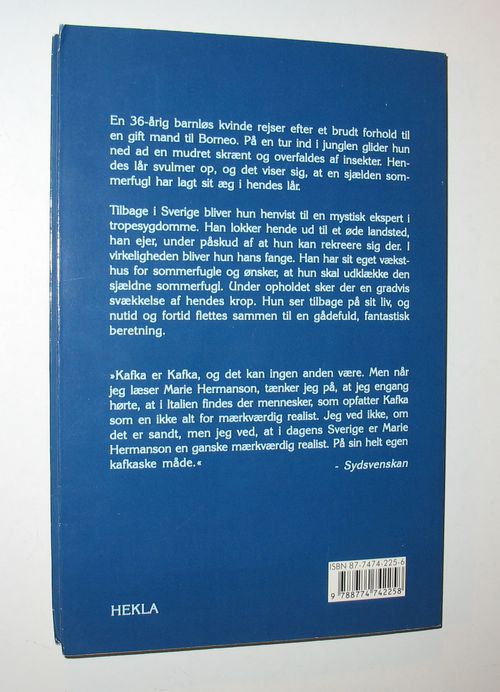 En 36-årig barnløs kvinde rejser efter et brudt forhold til
en gift mand til Borneo. På en tur ind i junglen glider hun
ned ad en mudret skrænt og overfaldes af insekter. Hen-
des lår svulmer op, og det viser sig, at en sjælden som-
merfugl har lagt sit æg i hendes lår.
Tilbage i Sverige bliver hun henvist til en mystisk ekspert i
tropesygdomme. Han lokker hende ud til et øde landsted,
han ejer, under påskud af at hun kan rekreere sig der. I
virkeligheden bliver hun hans fange. Han har sit eget vækst-
hus for sommerfugle og ønsker, at hun skal udklække den
sjældne sommerfugl. Under opholdet sker der en gradvis
svækkelse af hendes krop. Hun ser tilbage på sit liv, og
nutid og fortid flettes sammen til en gådefuld, fantastisk
beretning.
»Kafka er Kafka, og det kan ingen anden være. Men når
jeg læser Marie Hermanson, tænker jeg på, at jeg engang
hørte, at i Italien findes der mennesker, som opfatter Kafka
som en ikke alt for mærkværdig realist. Jeg ved ikke, om
det er sandt, men jeg ved, at i dagens Sverige er Marie
Hermanson en ganske mærkværdig realist. På sin helt egen
kafkaske måde.«
- Sydsvenskan
ISBN 87-7474-225-6
9 788774 742258
HEKLA